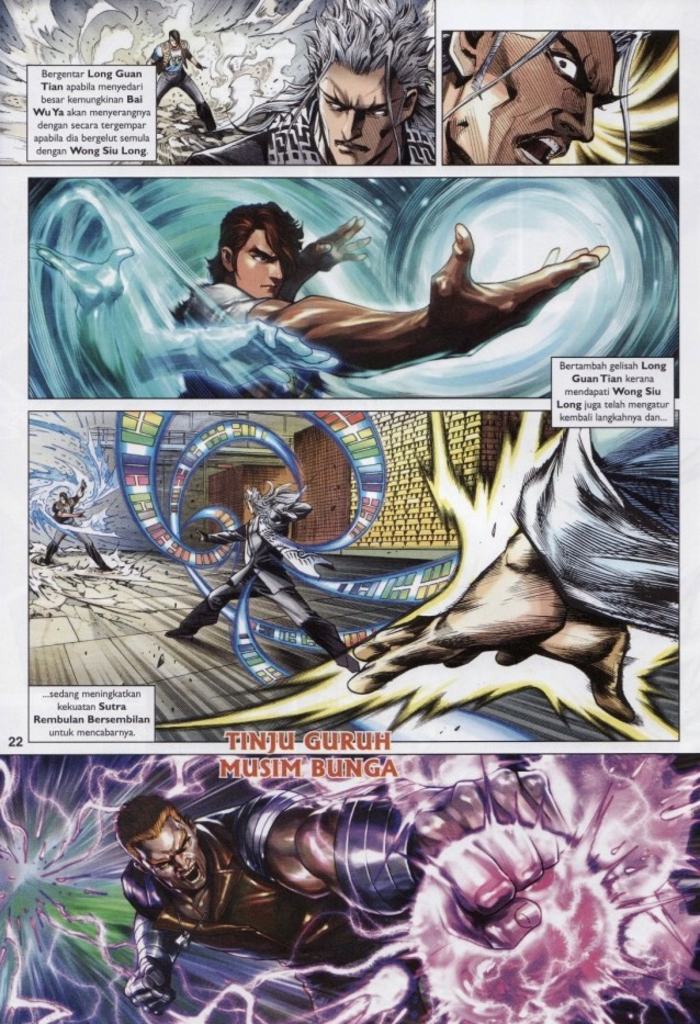 Bergentar Long Guan
Tian apabila menyedari
besar kemungkinan Bai
Wu Ya akan menyerangnya
dengan secara tergempar
apabila dia bergelut semula
dengan Wong Siu Long.
Bertambah gelisah Long
Guan Tian kerana
mendapati Wong Siu
Long juga telah mengatur
kembali langkahnya dan...
...sedang meningkatkan
kekuatan Sutra
Rembulan Bersembilan
untuk mencabarnya.
22
TINJU GURUH
MUSIM BUNGA